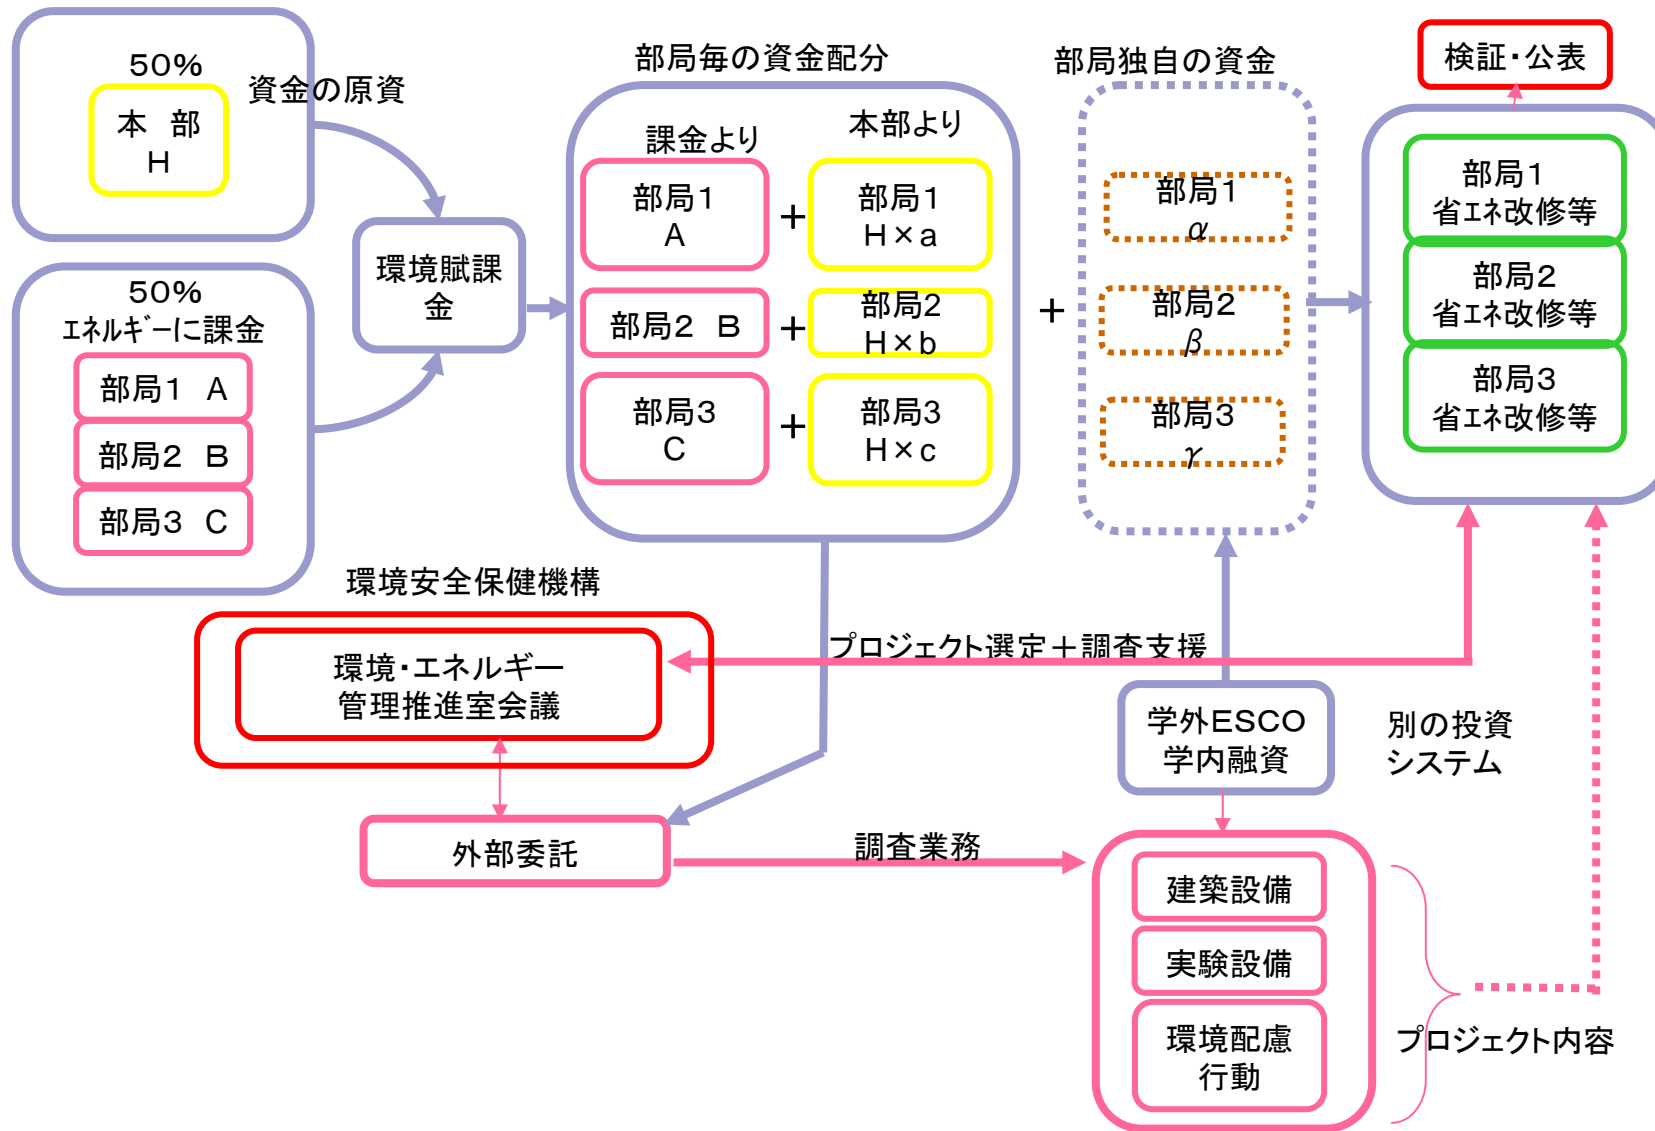 50%
本 部
H
資金の原資
50%
ｴﾈﾙｷﾞｰに課金
部局1 A
部局2 B
部局3 C
環境賦課
金
部局毎の資金配分
課金より
本部より
部局1
A
+
部局1
H×a
部局2 B
+
部局2
H×b
部局3
C
+
部局3
H×c
+
部局独自の資金
部局1
α
部局2
β
部局3
γ
検証・公表
部局1
省ｴﾈ改修等
部局2
省ｴﾈ改修等
部局3
省ｴﾈ改修等
環境安全保健機構
環境・エネルギー
管理推進室会議
プロジェクト選定＋調査支援
学外ESCO
学内融資
別の投資
システム
外部委託
調査業務
建築設備
実験設備
環境配慮
行動
プロジェクト内容